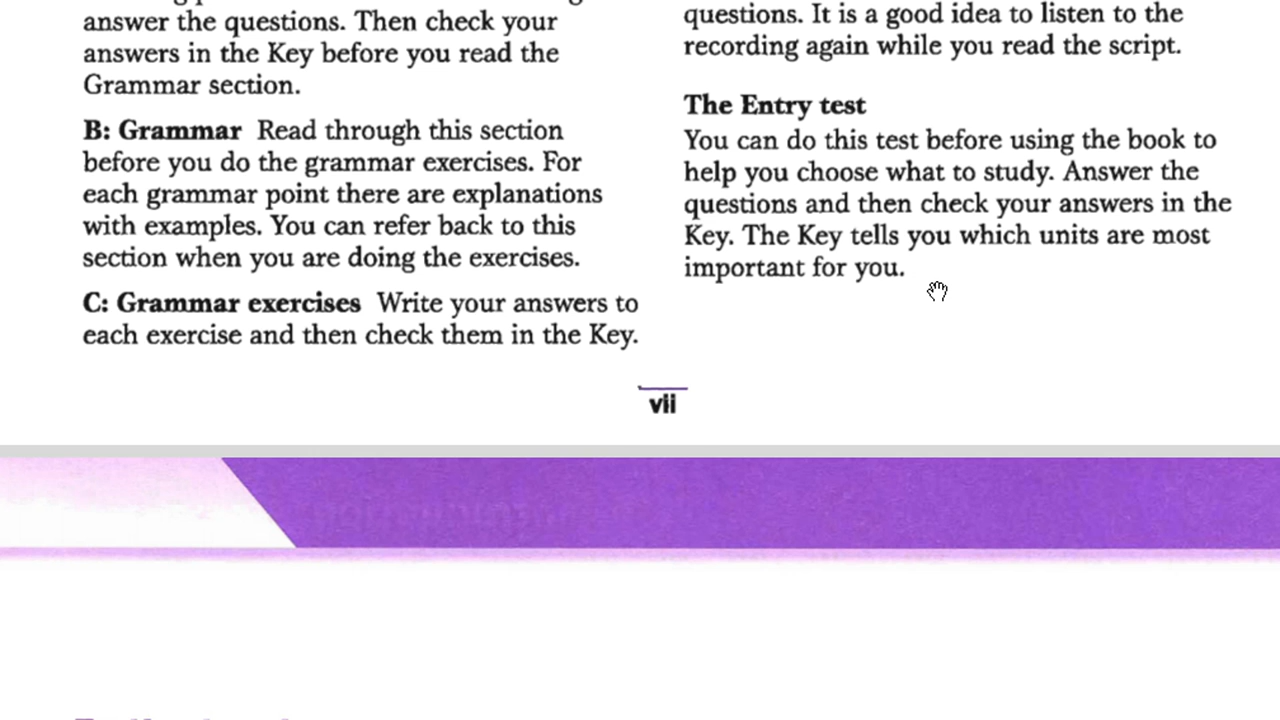 answer the questions. Then check your
answers in the Key before you read the
Grammar section.
B: Grammar Read through this section
before you do the grammar exercises. For
each grammar point there are explanations
with examples. You can refer back to this
section when you are doing the exercises.
C: Grammar exercises Write your answers to
each exercise and then check them in the Key.
questions. It is a good idea to listen to the
recording again while you read the script.
The Entry test
You can do this test before using the book to
help you choose what to study. Answer the
questions and then check your answers in the
Key. The Key tells you which units are most
important for you.
vii